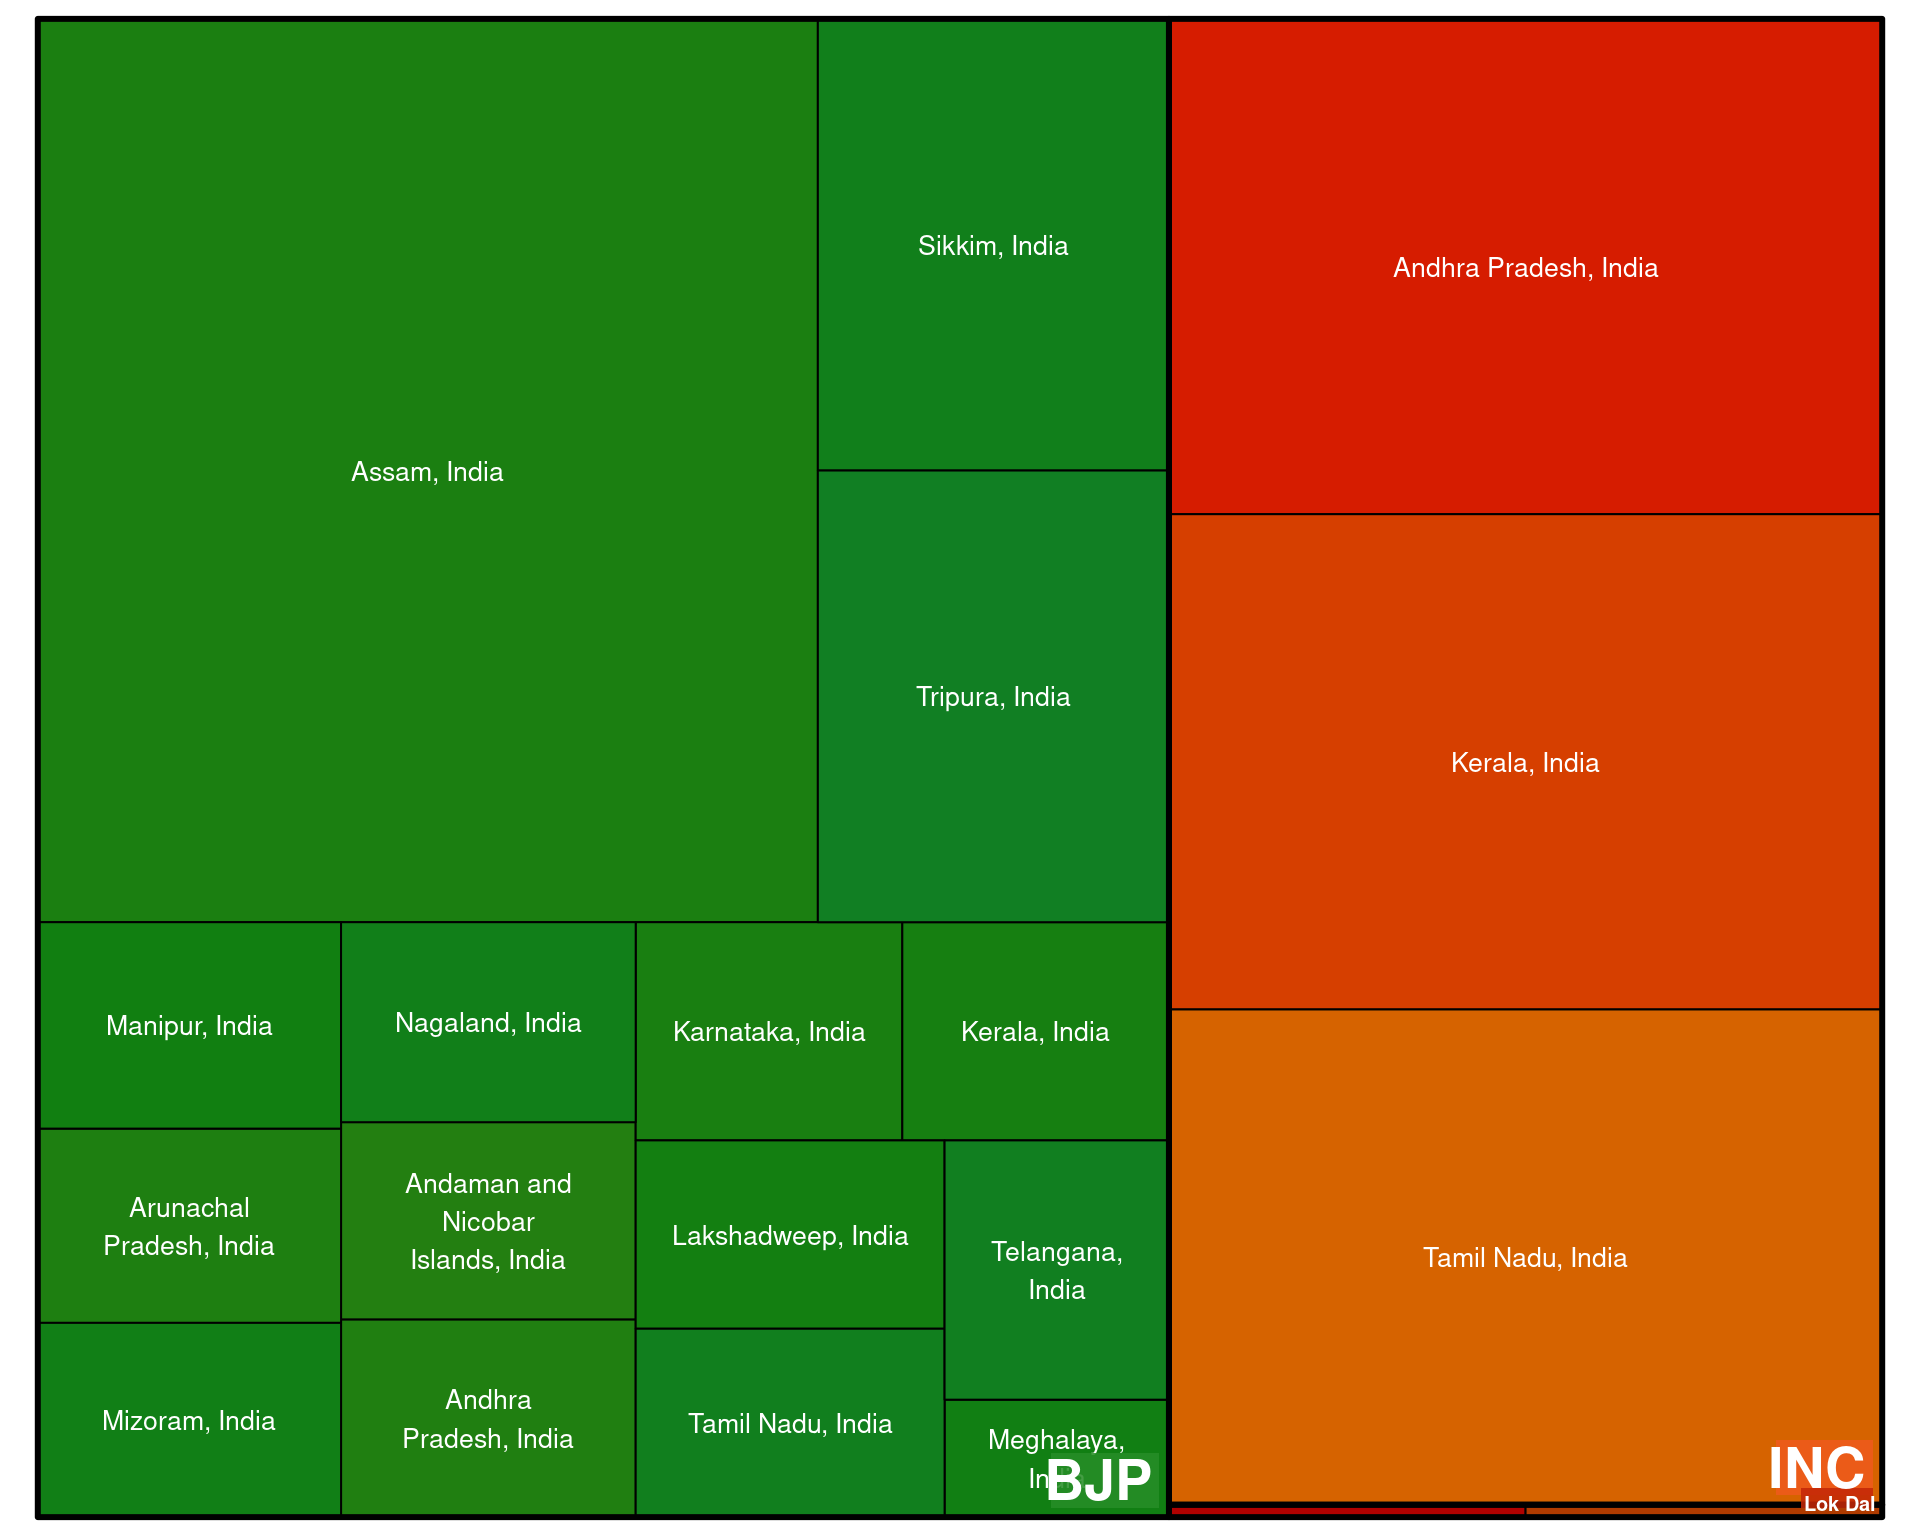 Assam, India
Sikkim, India
Tripura, India
Andhra Pradesh, India
Kerala, India
Tamil Nadu, India
Manipur, India
Nagaland, India
Karnataka, India
Kerala, India
Arunachal
Pradesh, India
Andaman and
Nicobar
Islands, India
Lakshadweep, India
Telangana,
India
Mizoram, India
Andhra
Pradesh, India
Tamil Nadu, India
Meghalaya,
BJP
INC
Lok Dal